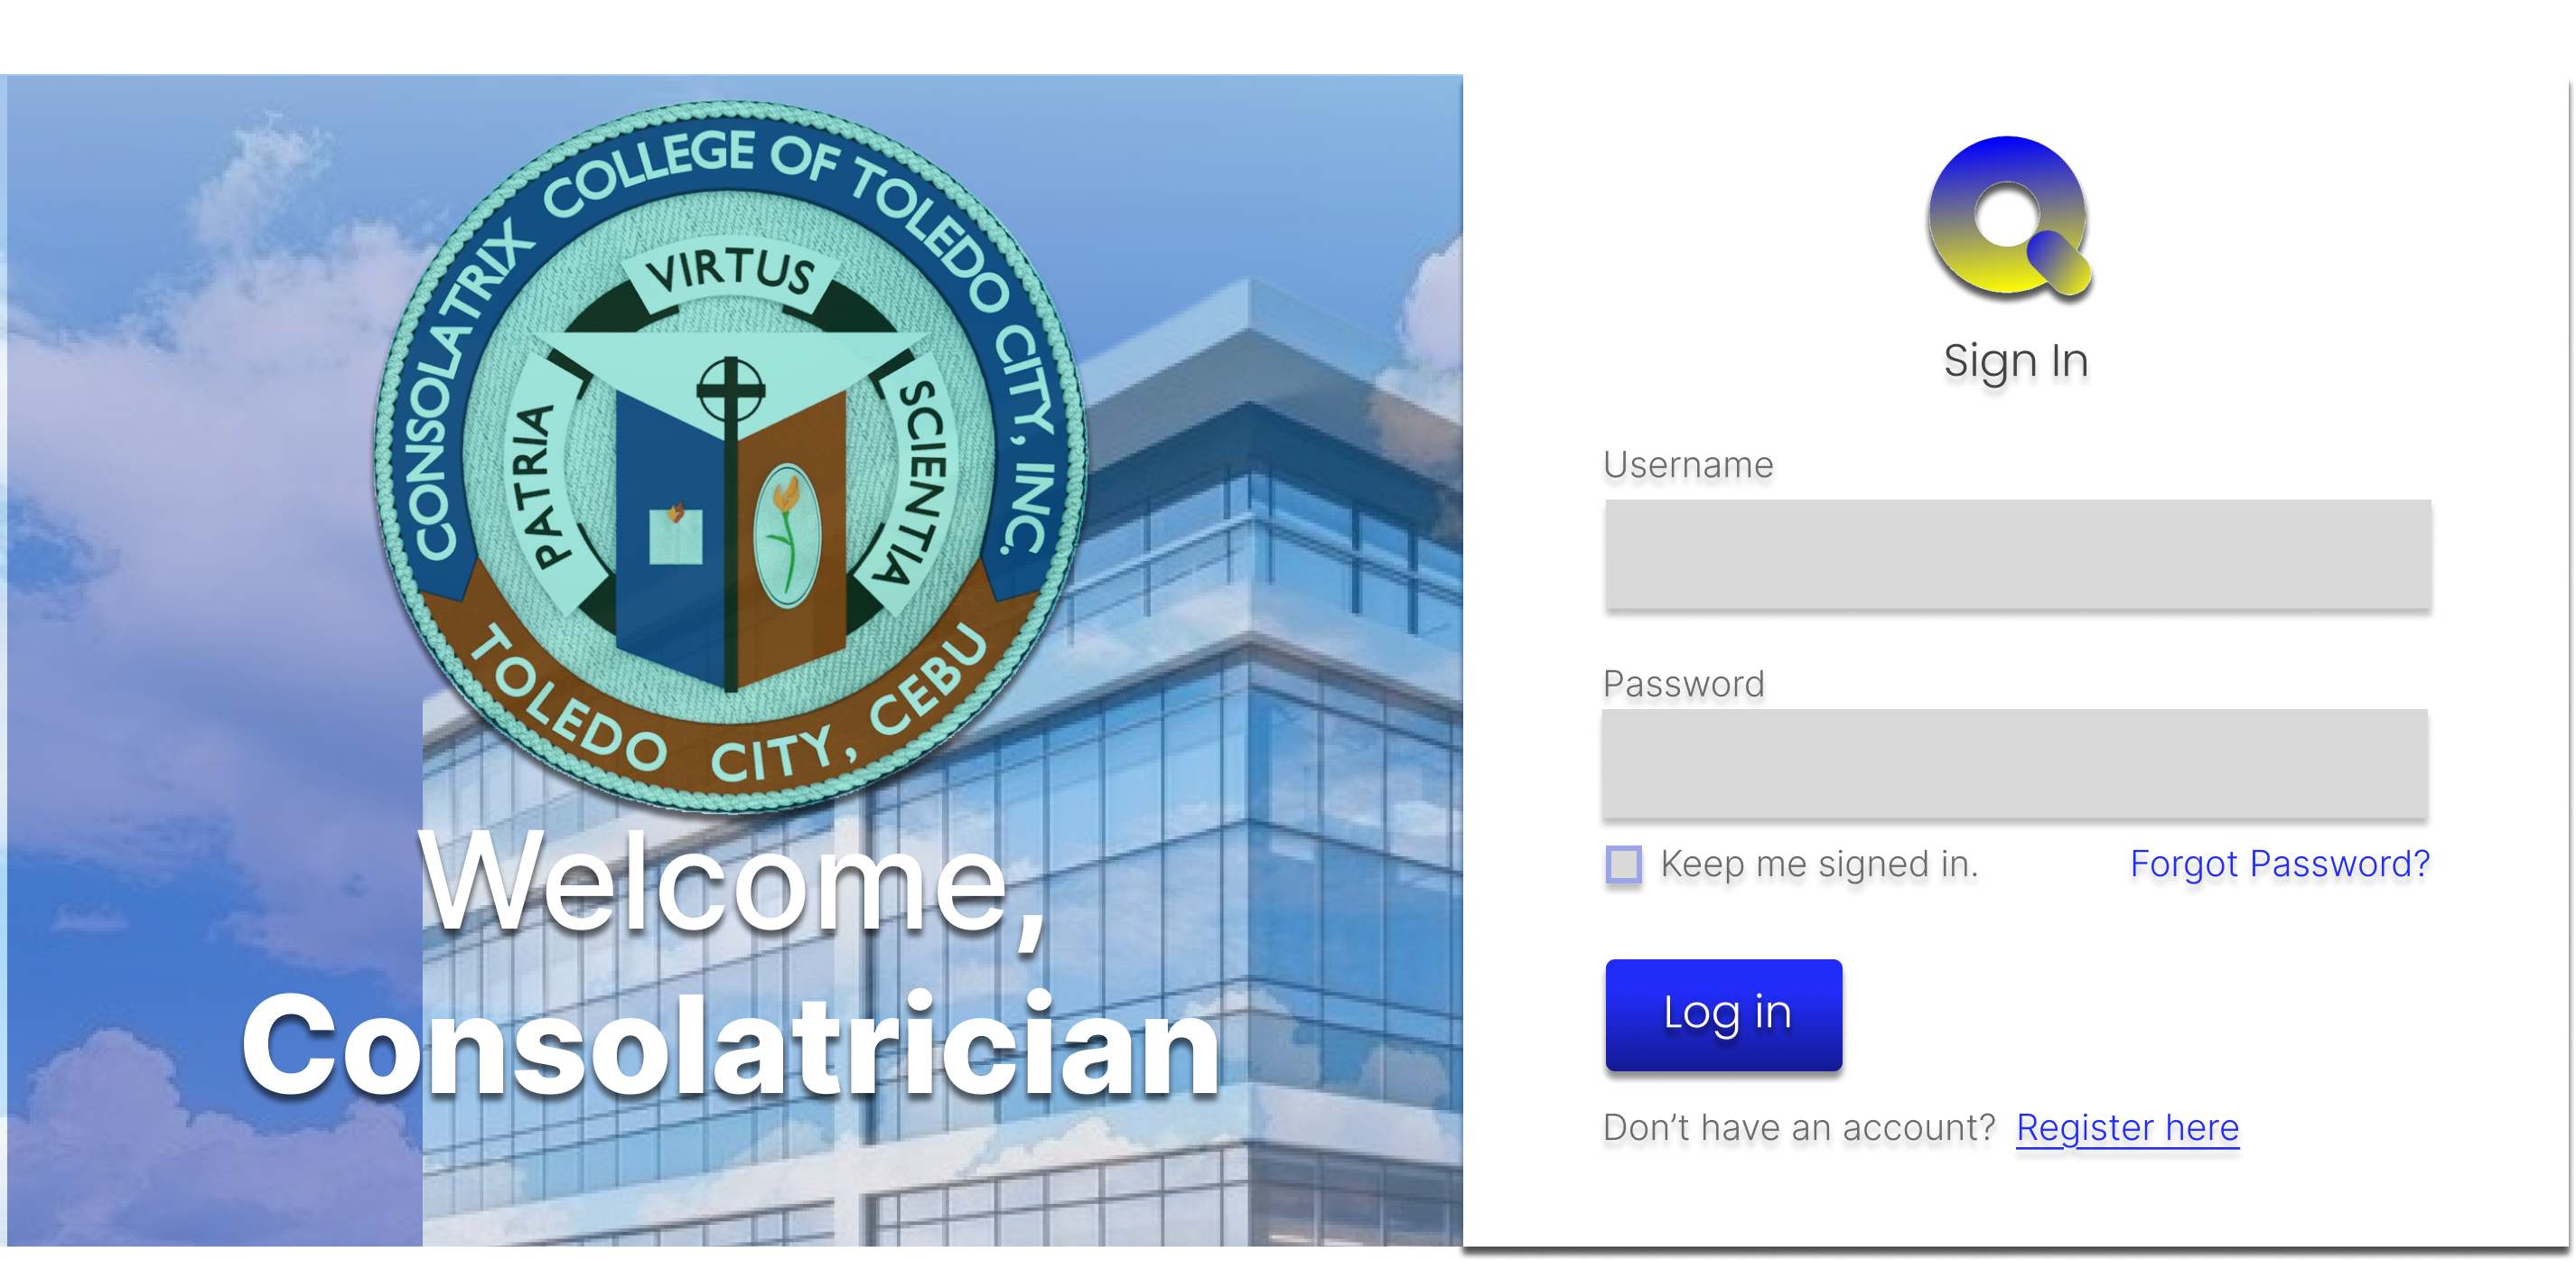 CONSOLATRIX COLLEGE OF TOLEDO CITY, INC.
VIRTUS
PATRIA
SCIENTIA
TOLEDO CITY, CEBU
Welcome,
Consolatrician
Q
Sign In
Username
Password
Keep me signed in.
Forgot Password?
Log in
Don’t have an account? Register here